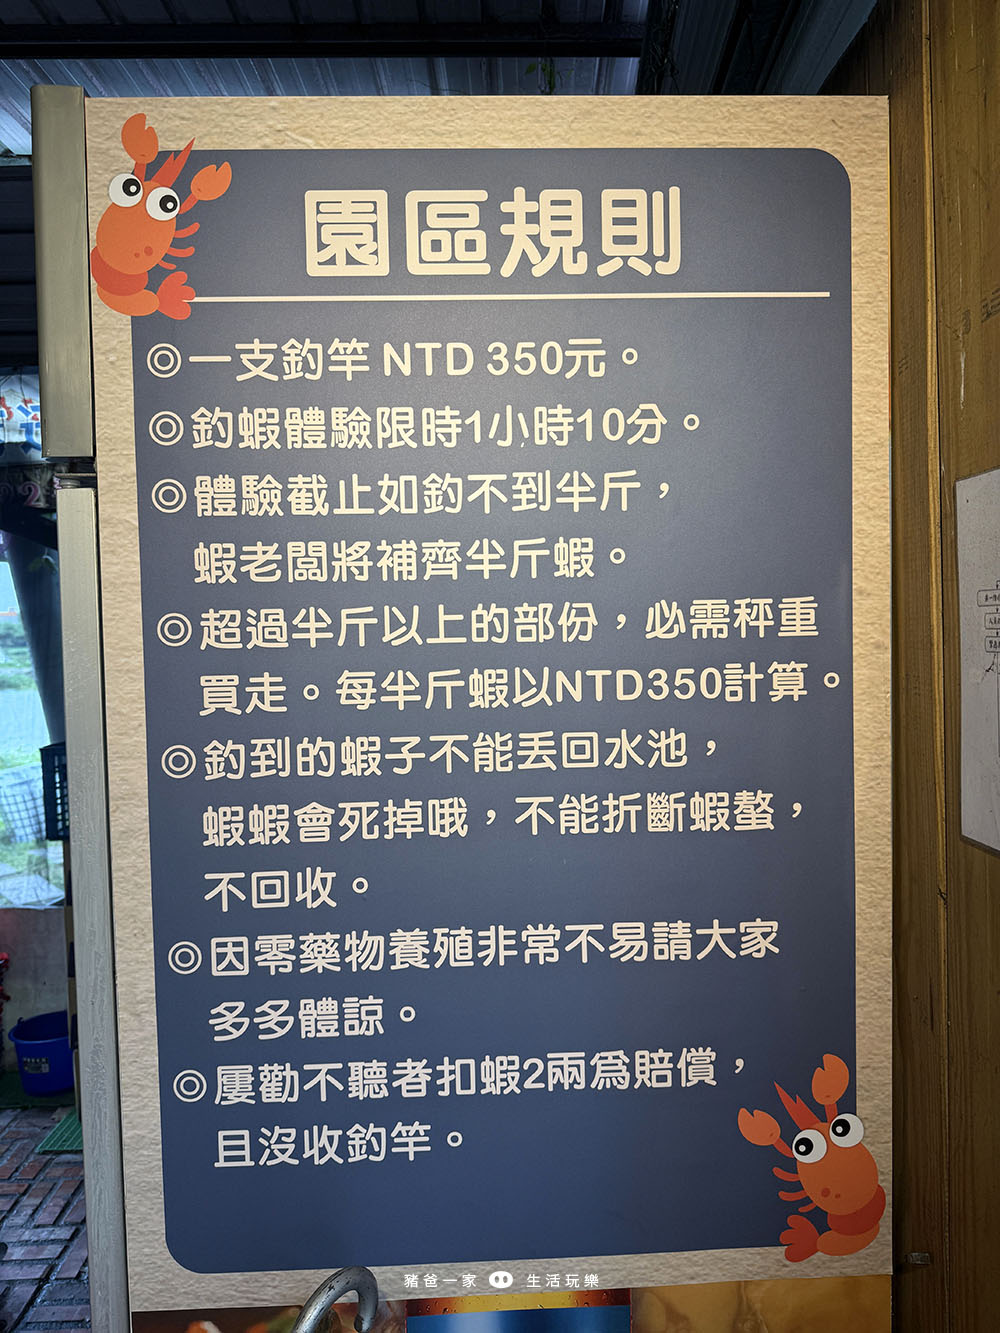 園區規則
◎一支釣竿 NTD 350元。
◎釣蝦體驗限時1小時10分。
◎體驗截止如釣不到半斤，
蝦老闆將補齊半斤蝦。
◎超過半斤以上的部份，必需秤重
買走。每半斤蝦以NTD350計算。
◎釣到的蝦子不能丟回水池，
蝦蝦會死掉哦，不能折斷蝦螯，
不回收。
◎因零藥物養殖非常不易請大家
多多體諒。
◎屢勸不聽者扣蝦2兩為賠償，
且沒收釣竿。
豬爸一家 生活玩樂